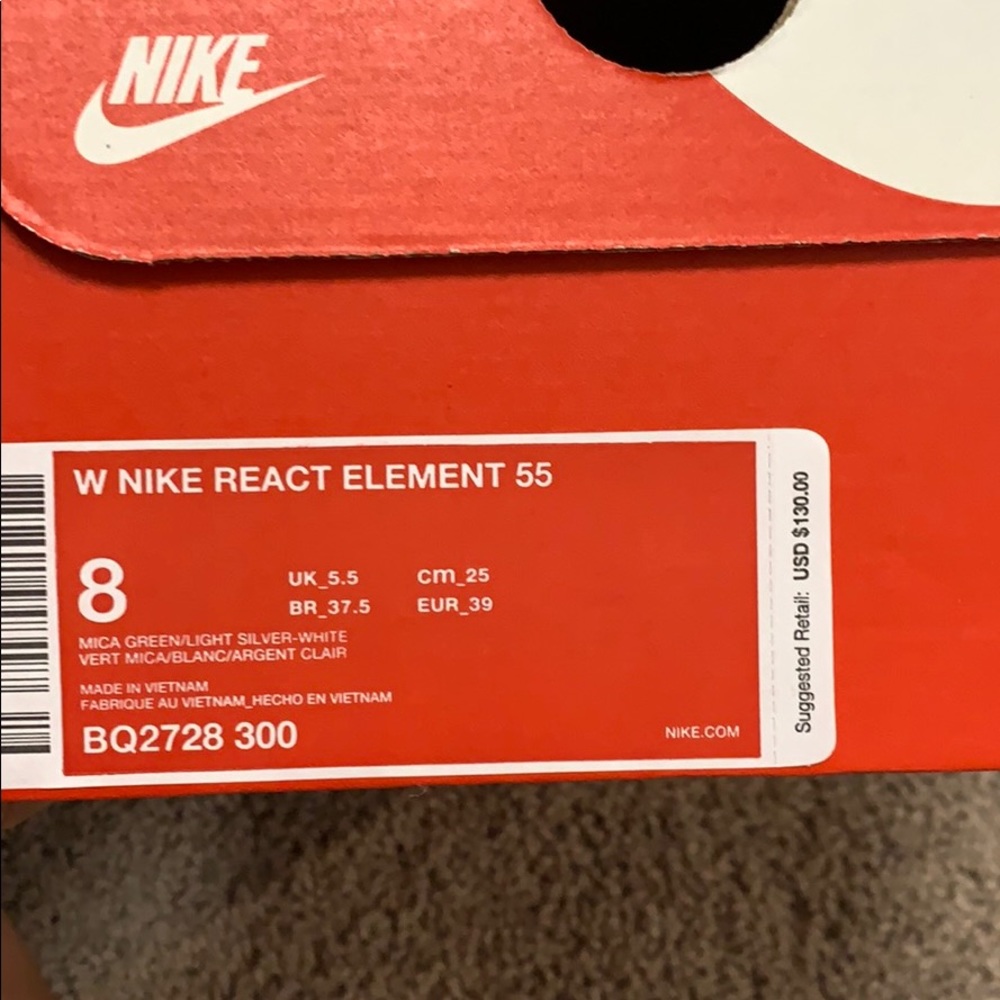 NIKE
W NIKE REACT ELEMENT 55
8
UK_5.5 cm_25
BR_37.5 EUR_39
MICA GREEN/LIGHT SILVER-WHITE
VERT MICA/BLANC/ARGENT CLAIR
MADE IN VIETNAM
FABRIQUE AU VIETNAM_HECHO EN VIETNAM
BQ2728 300
NIKE.COM
Suggested Retail: USD $130.00